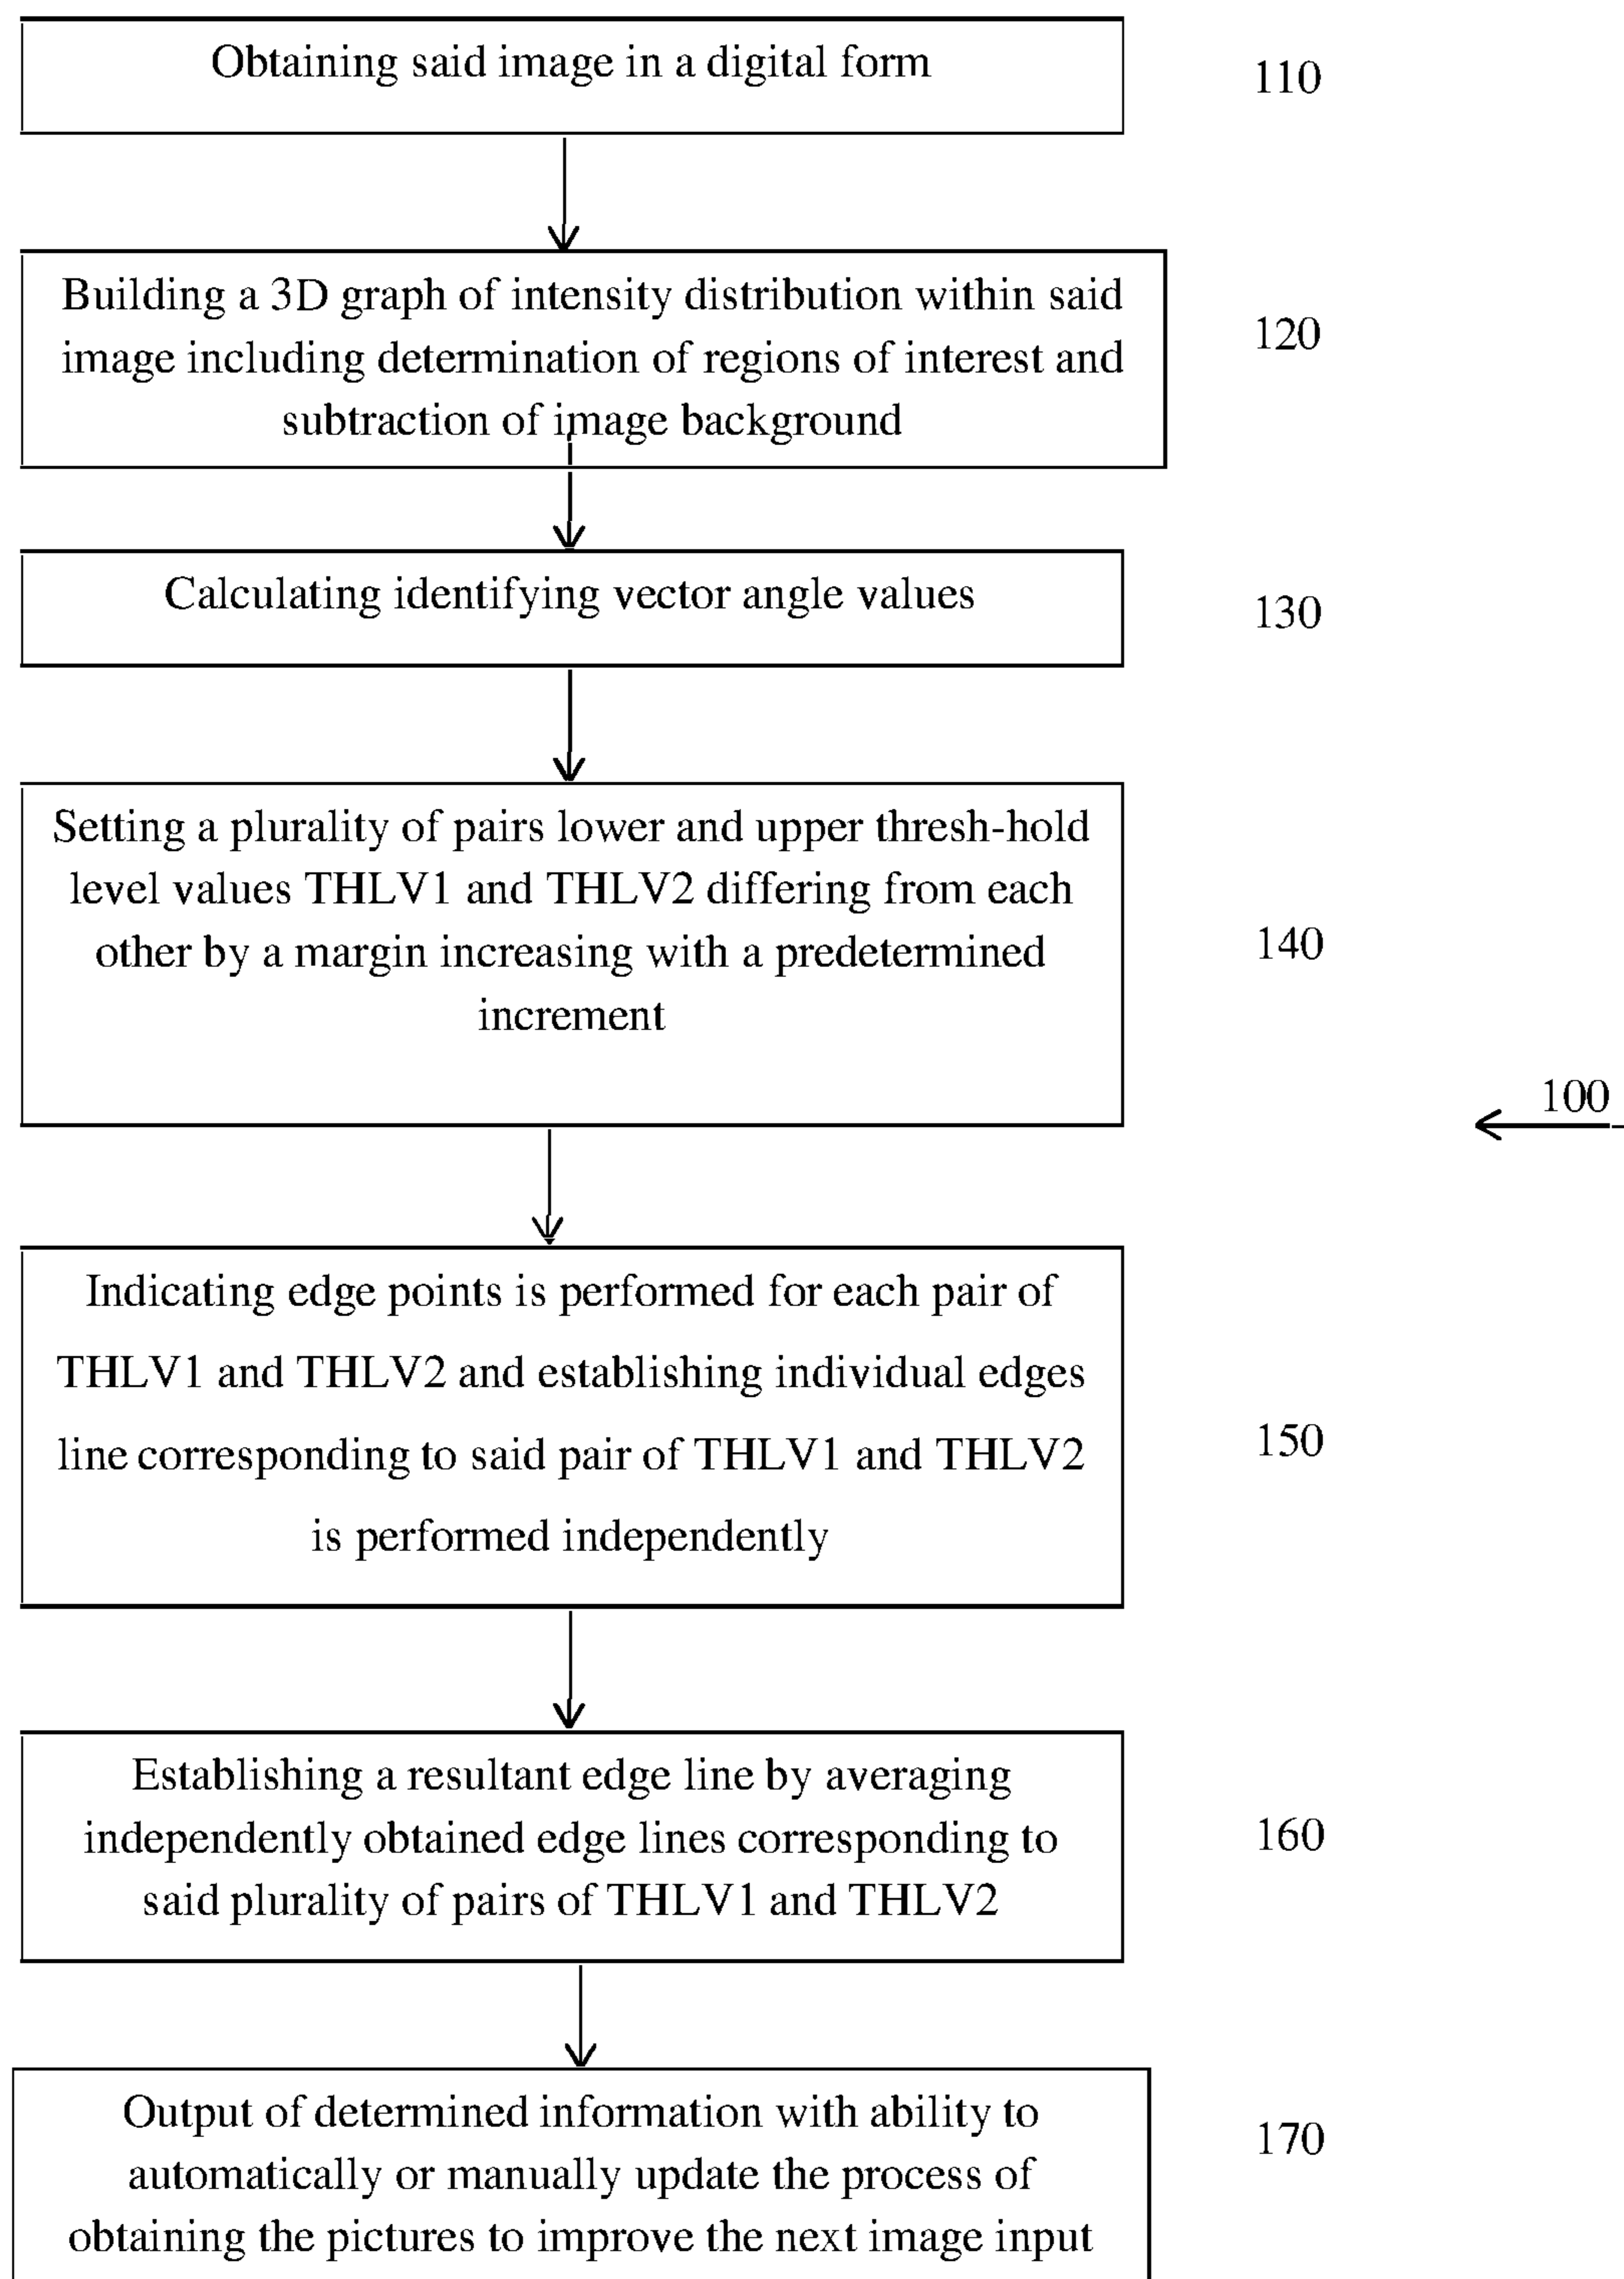 Obtaining said image in a digital form
110
Building a 3D graph of intensity distribution within said
image including determination of regions of interest and
subtraction of image background
120
Calculating identifying vector angle values
130
Setting a plurality of pairs lower and upper thresh-hold
level values THLV1 and THLV2 differing from each
other by a margin increasing with a predetermined
increment
140
100
Indicating edge points is performed for each pair of
THLV1 and THLV2 and establishing individual edges
line corresponding to said pair of THLV1 and THLV2
is performed independently
150
Establishing a resultant edge line by averaging
independently obtained edge lines corresponding to
said plurality of pairs of THLV1 and THLV2
160
Output of determined information with ability to
automatically or manually update the process of
obtaining the pictures to improve the next image input
170